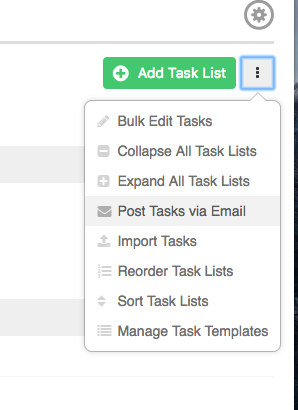 Add Task List
Bulk Edit Tasks
Collapse All Task Lists
Expand All Task Lists
Post Tasks via Email
Import Tasks
Reorder Task Lists
Sort Task Lists
Manage Task Templates